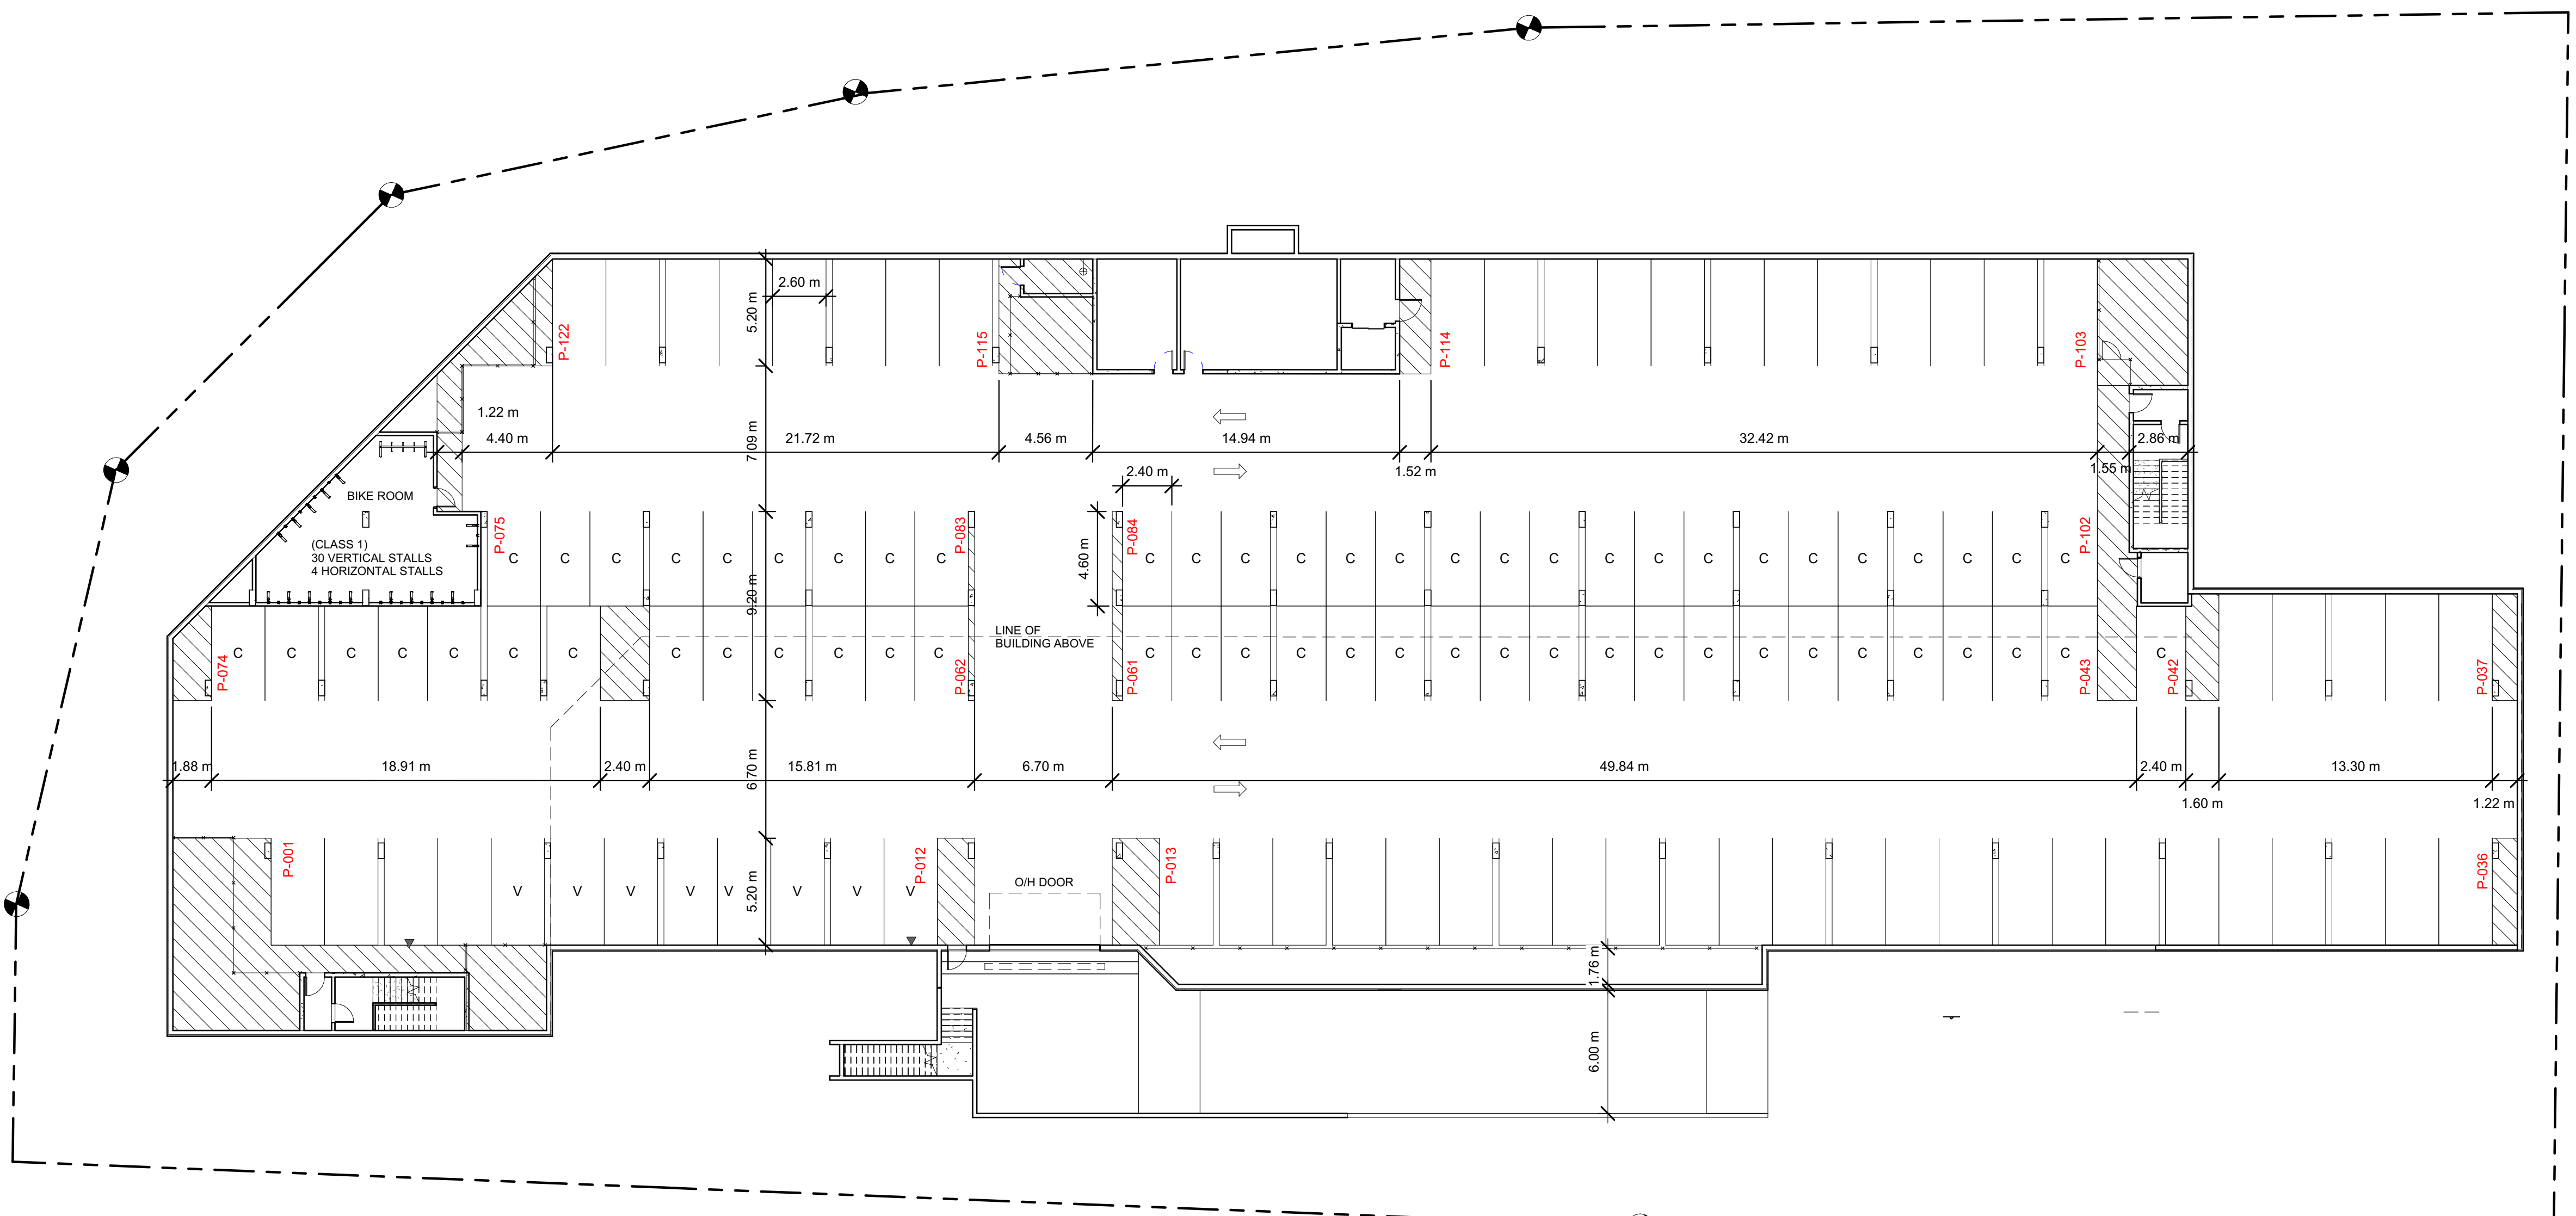 2.60 m
5.20 m
P-122
P-115
P-114
P-103
1.22 m
4.40 m
7.09 m
21.72 m
4.56 m
14.94 m
1.52 m
32.42 m
1.55 m
2.86 m
2.40 m
BIKE ROOM
(CLASS 1)
30 VERTICAL STALLS
4 HORIZONTAL STALLS
P-075
P-083
P-084
P-102
4.60 m
C C C C C C C C C C C C C C C C C C C C C C C C C C C C
9.20 m
LINE OF
BUILDING ABOVE
C C C C C C C C C C C C C C C C C C C C C C C C C C C C C C C C C
P-074
P-062
P-061
P-043
P-042
P-037
1.88 m
18.91 m
2.40 m
6.70 m
15.81 m
6.70 m
49.84 m
2.40 m
1.60 m
13.30 m
1.22 m
P-001
P-012
P-013
P-036
V V V V V V V V
5.20 m
O/H DOOR
1.76 m
6.00 m